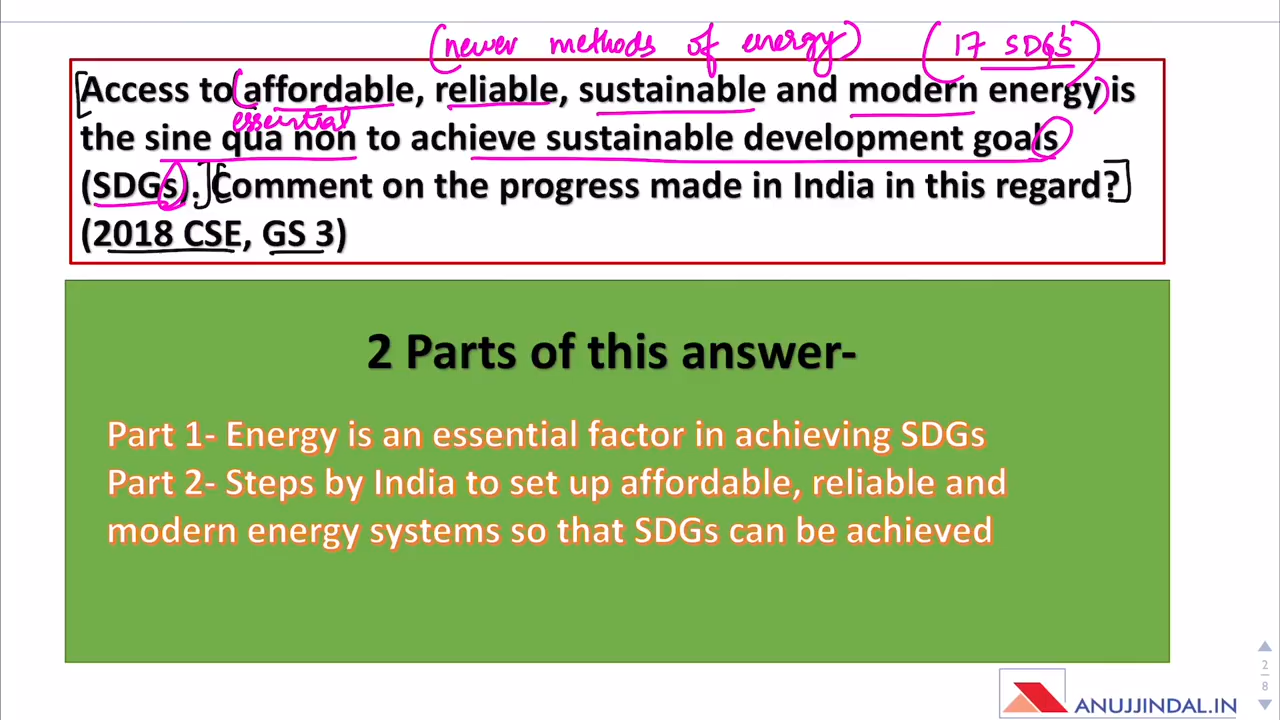 (newer methods of energy) (17 SDG's)
[Access to (affordable, reliable, sustainable and modern energy) is
essential
the sine qua non to achieve sustainable development goals
(SDGs).] [Comment on the progress made in India in this regard?]
(2018 CSE, GS 3)
2 Parts of this answer-
Part 1- Energy is an essential factor in achieving SDGs
Part 2- Steps by India to set up affordable, reliable and
modern energy systems so that SDGs can be achieved
2
8
ANUJJINDAL.IN